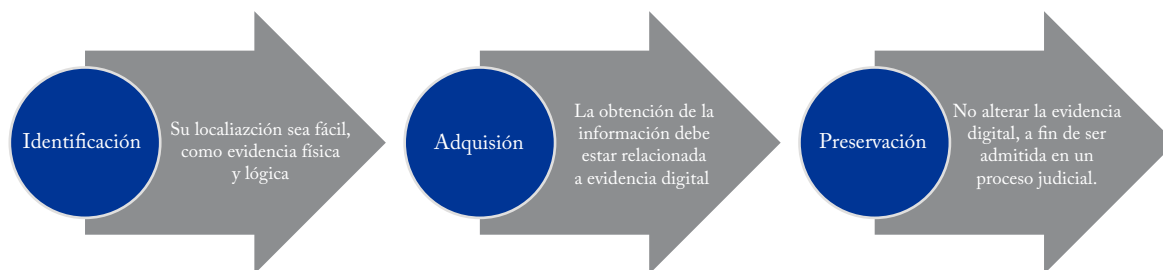 Identificación
Su localiazción sea fácil,
como evidencia física
y lógica
Adquisión
La obtención de la
información debe
estar relacionada
a evidencia digital
Preservación
No alterar la evidencia
digital, a fin de ser
admitida en un
proceso judicial.